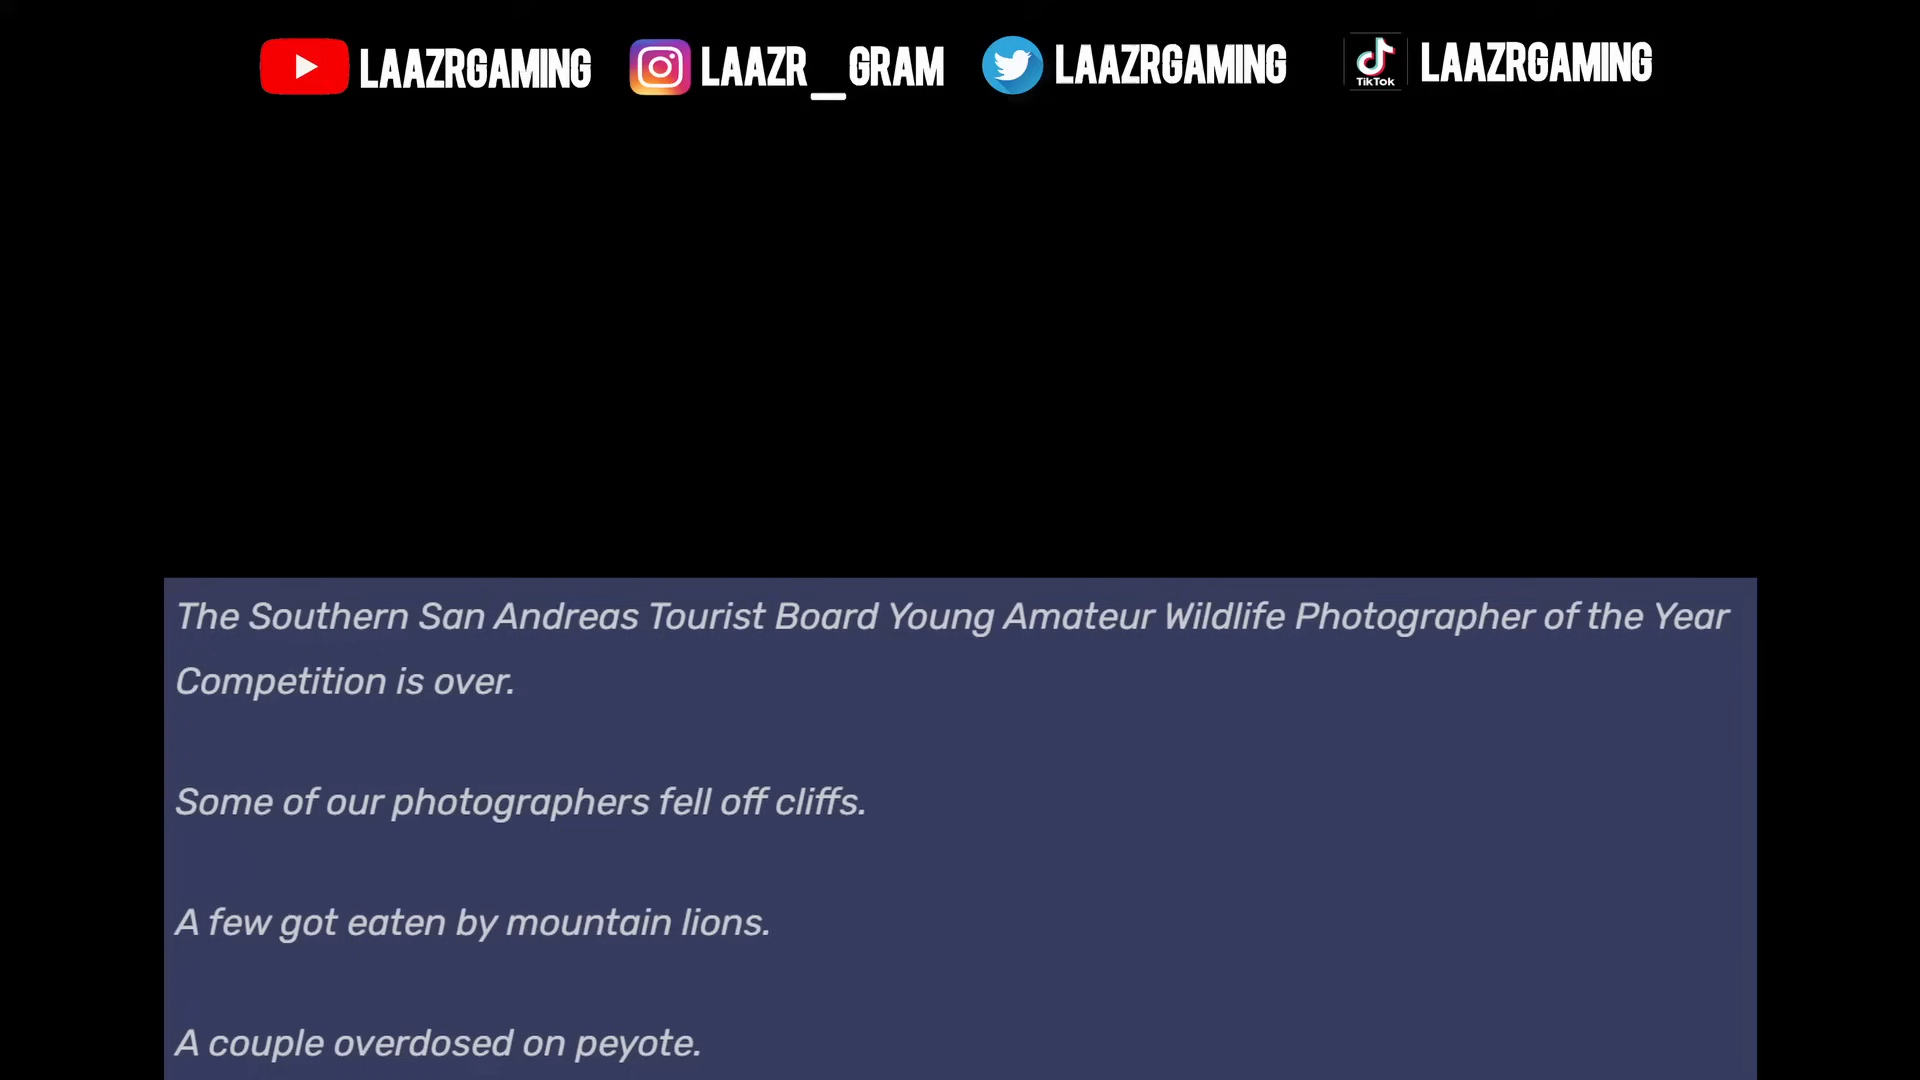 LAAZRGAMING LAAZR_GRAM LAAZRGAMING TikTok LAAZRGAMING
The Southern San Andreas Tourist Board Young Amateur Wildlife Photographer of the Year
Competition is over.
Some of our photographers fell off cliffs.
A few got eaten by mountain lions.
A couple overdosed on peyote.